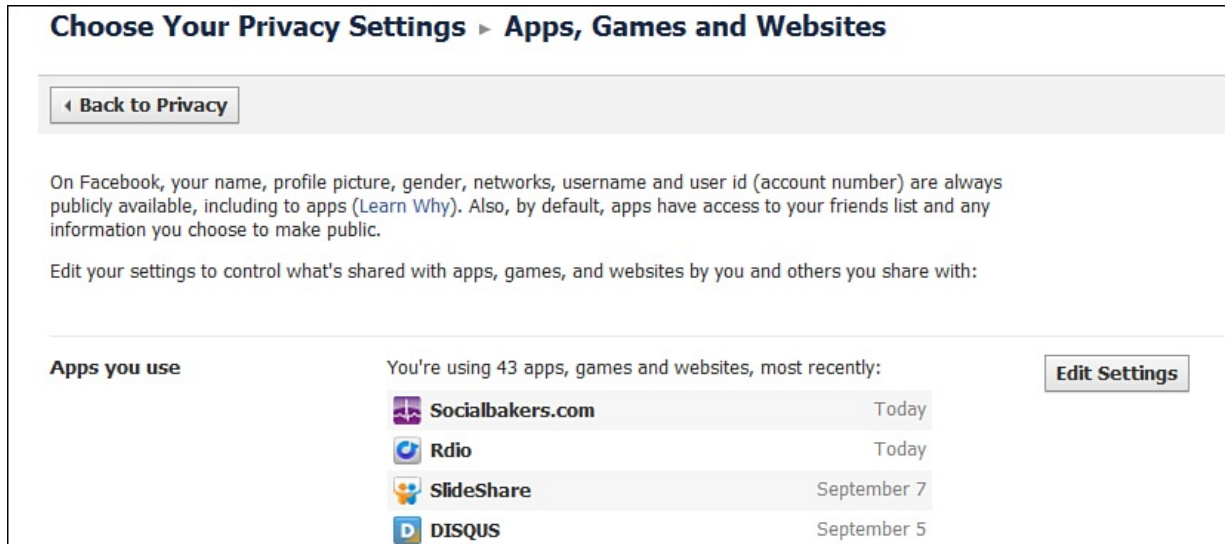 Choose Your Privacy Settings ▸ Apps, Games and Websites
Back to Privacy
On Facebook, your name, profile picture, gender, networks, username and user id (account number) are always
publicly available, including to apps (Learn Why). Also, by default, apps have access to your friends list and any
information you choose to make public.
Edit your settings to control what's shared with apps, games, and websites by you and others you share with:
Apps you use
You're using 43 apps, games and websites, most recently:
Edit Settings
Socialbakers.com Today
Rdio Today
SlideShare September 7
DISQUS September 5